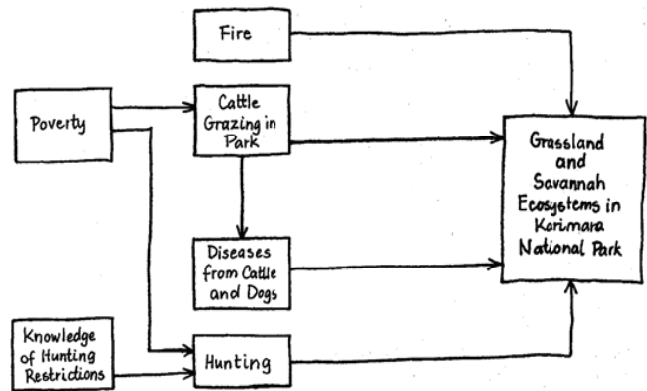 Fire
Poverty
Cattle
Grazing in
Park
Grassland
and
Savannah
Ecosystems in
Korimara
National Park
Diseases
from Cattle
and Dogs
Knowledge
of Hunting
Restrictions
Hunting